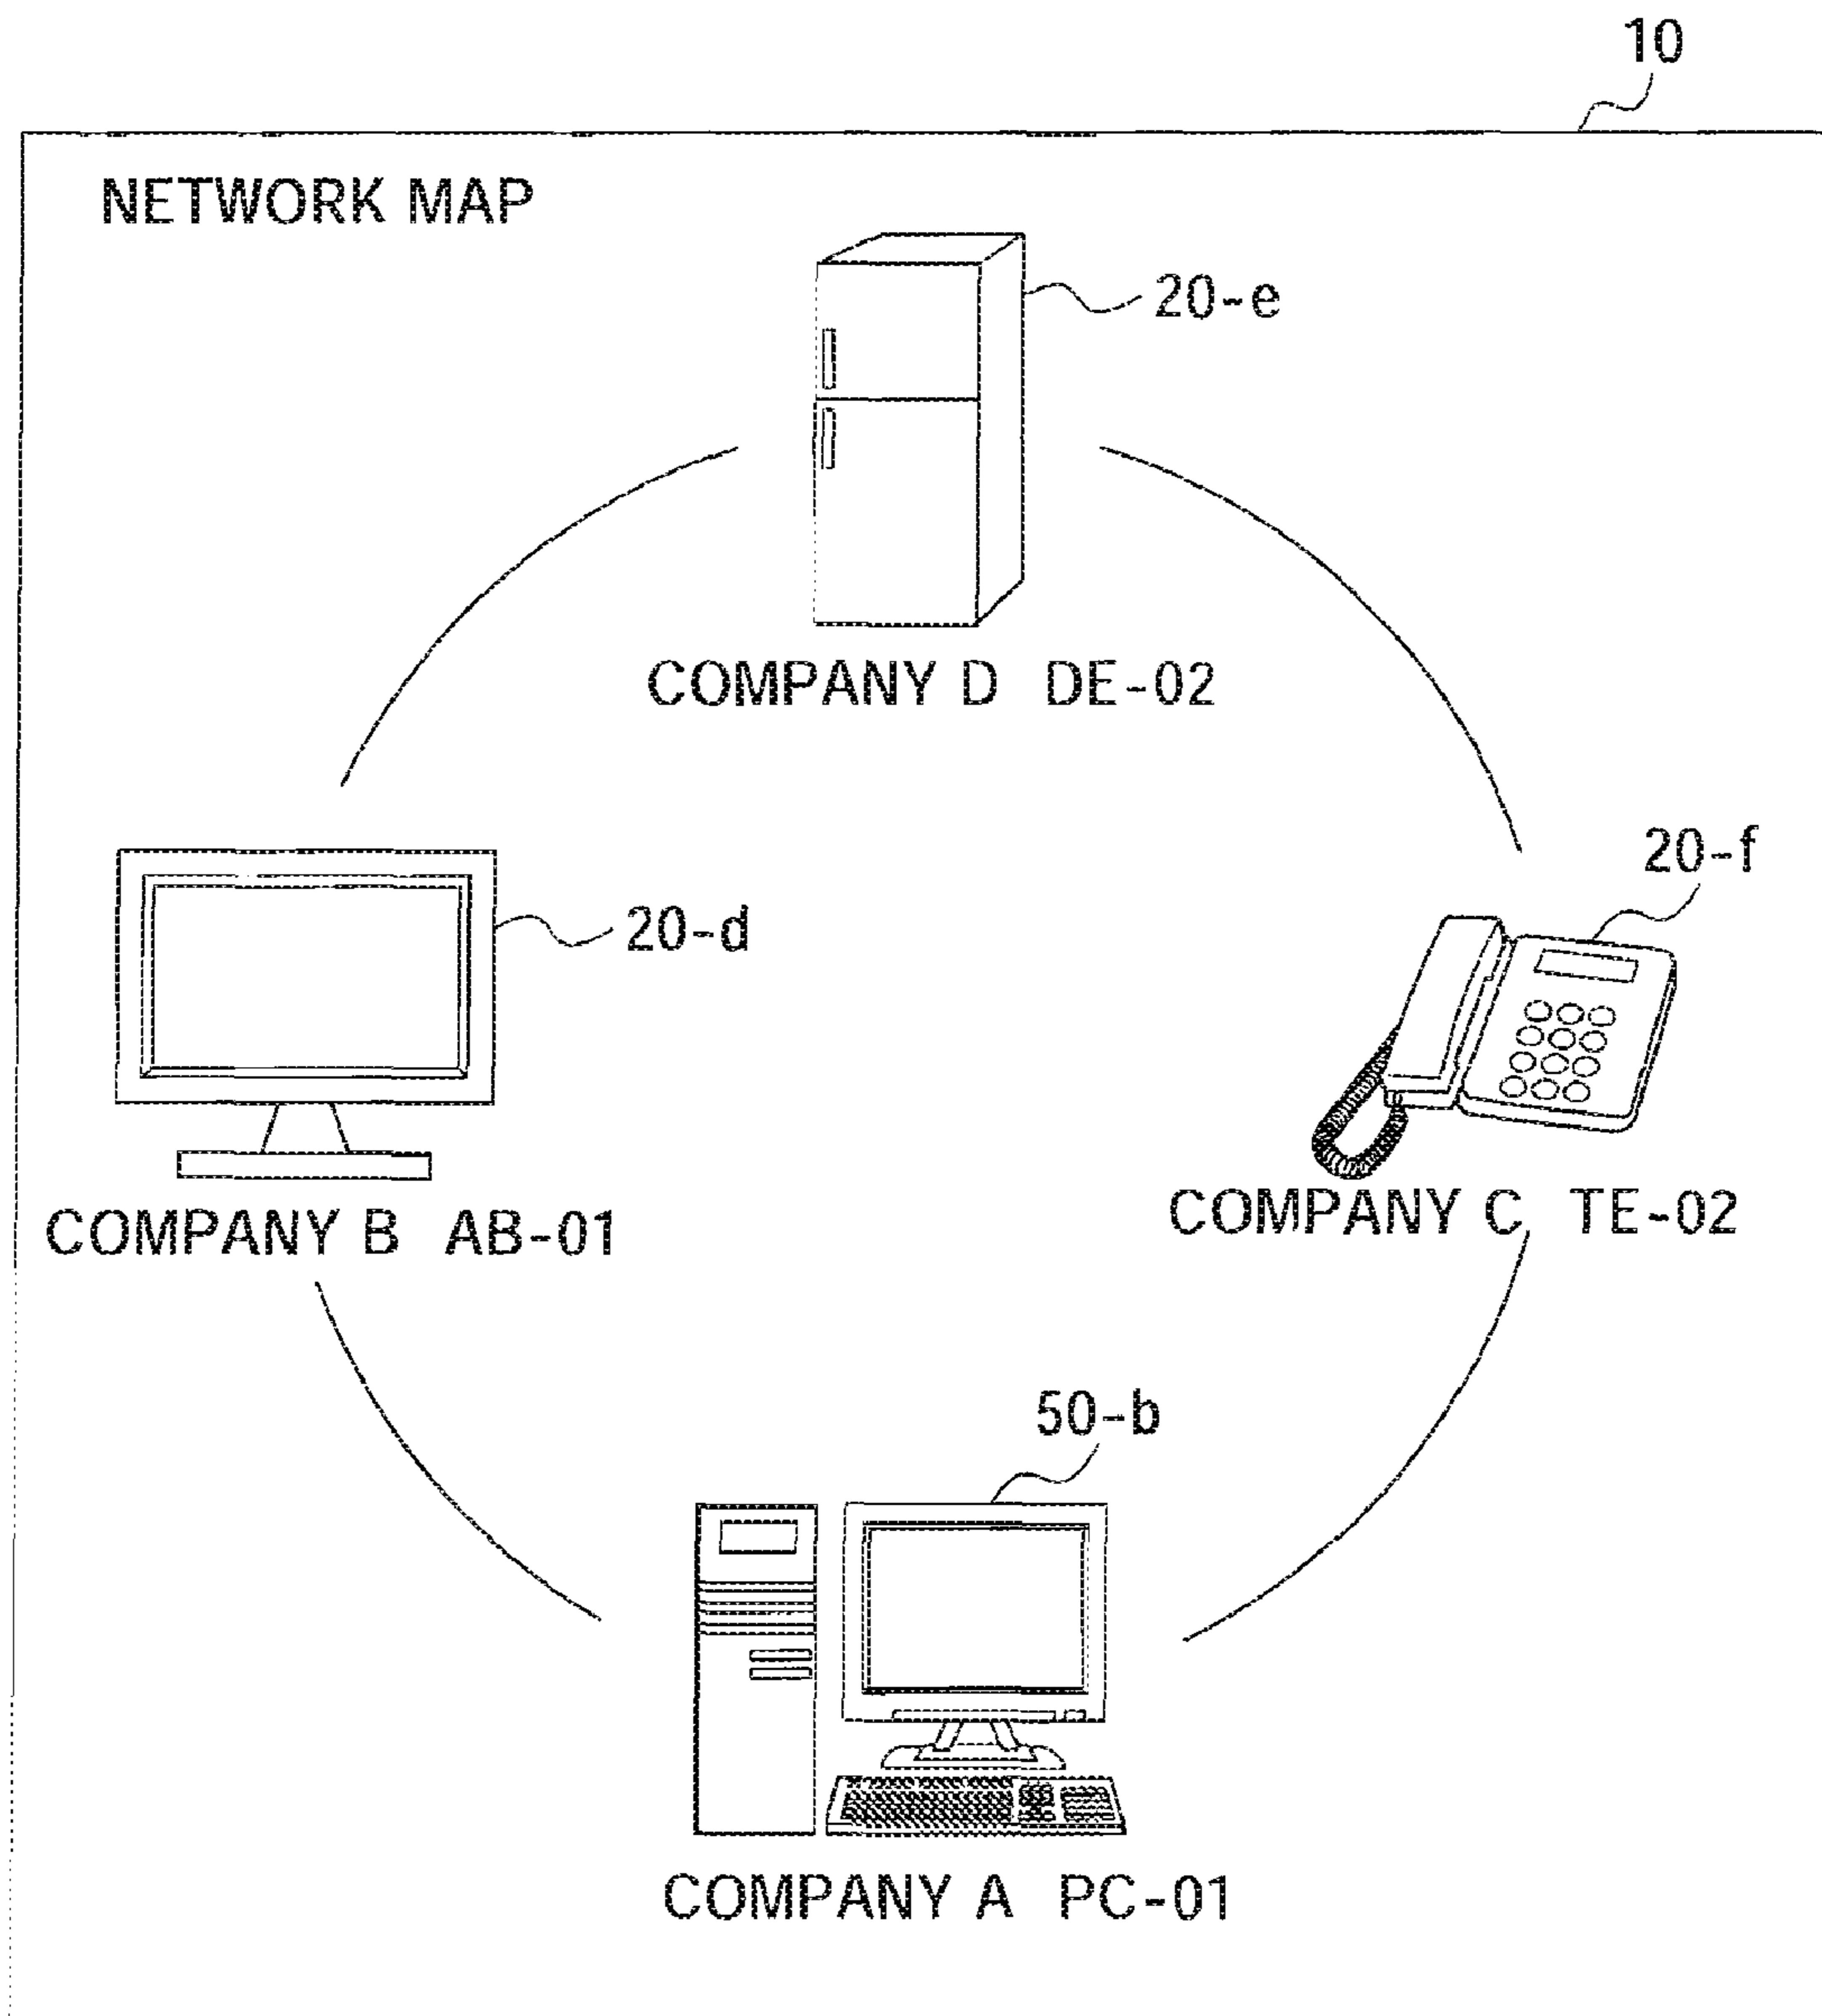 10
NETWORK MAP
20-e
COMPANY D DE-02
20-f
20-d
COMPANY C TE-02
COMPANY B AB-01
50-b
COMPANY A PC-01